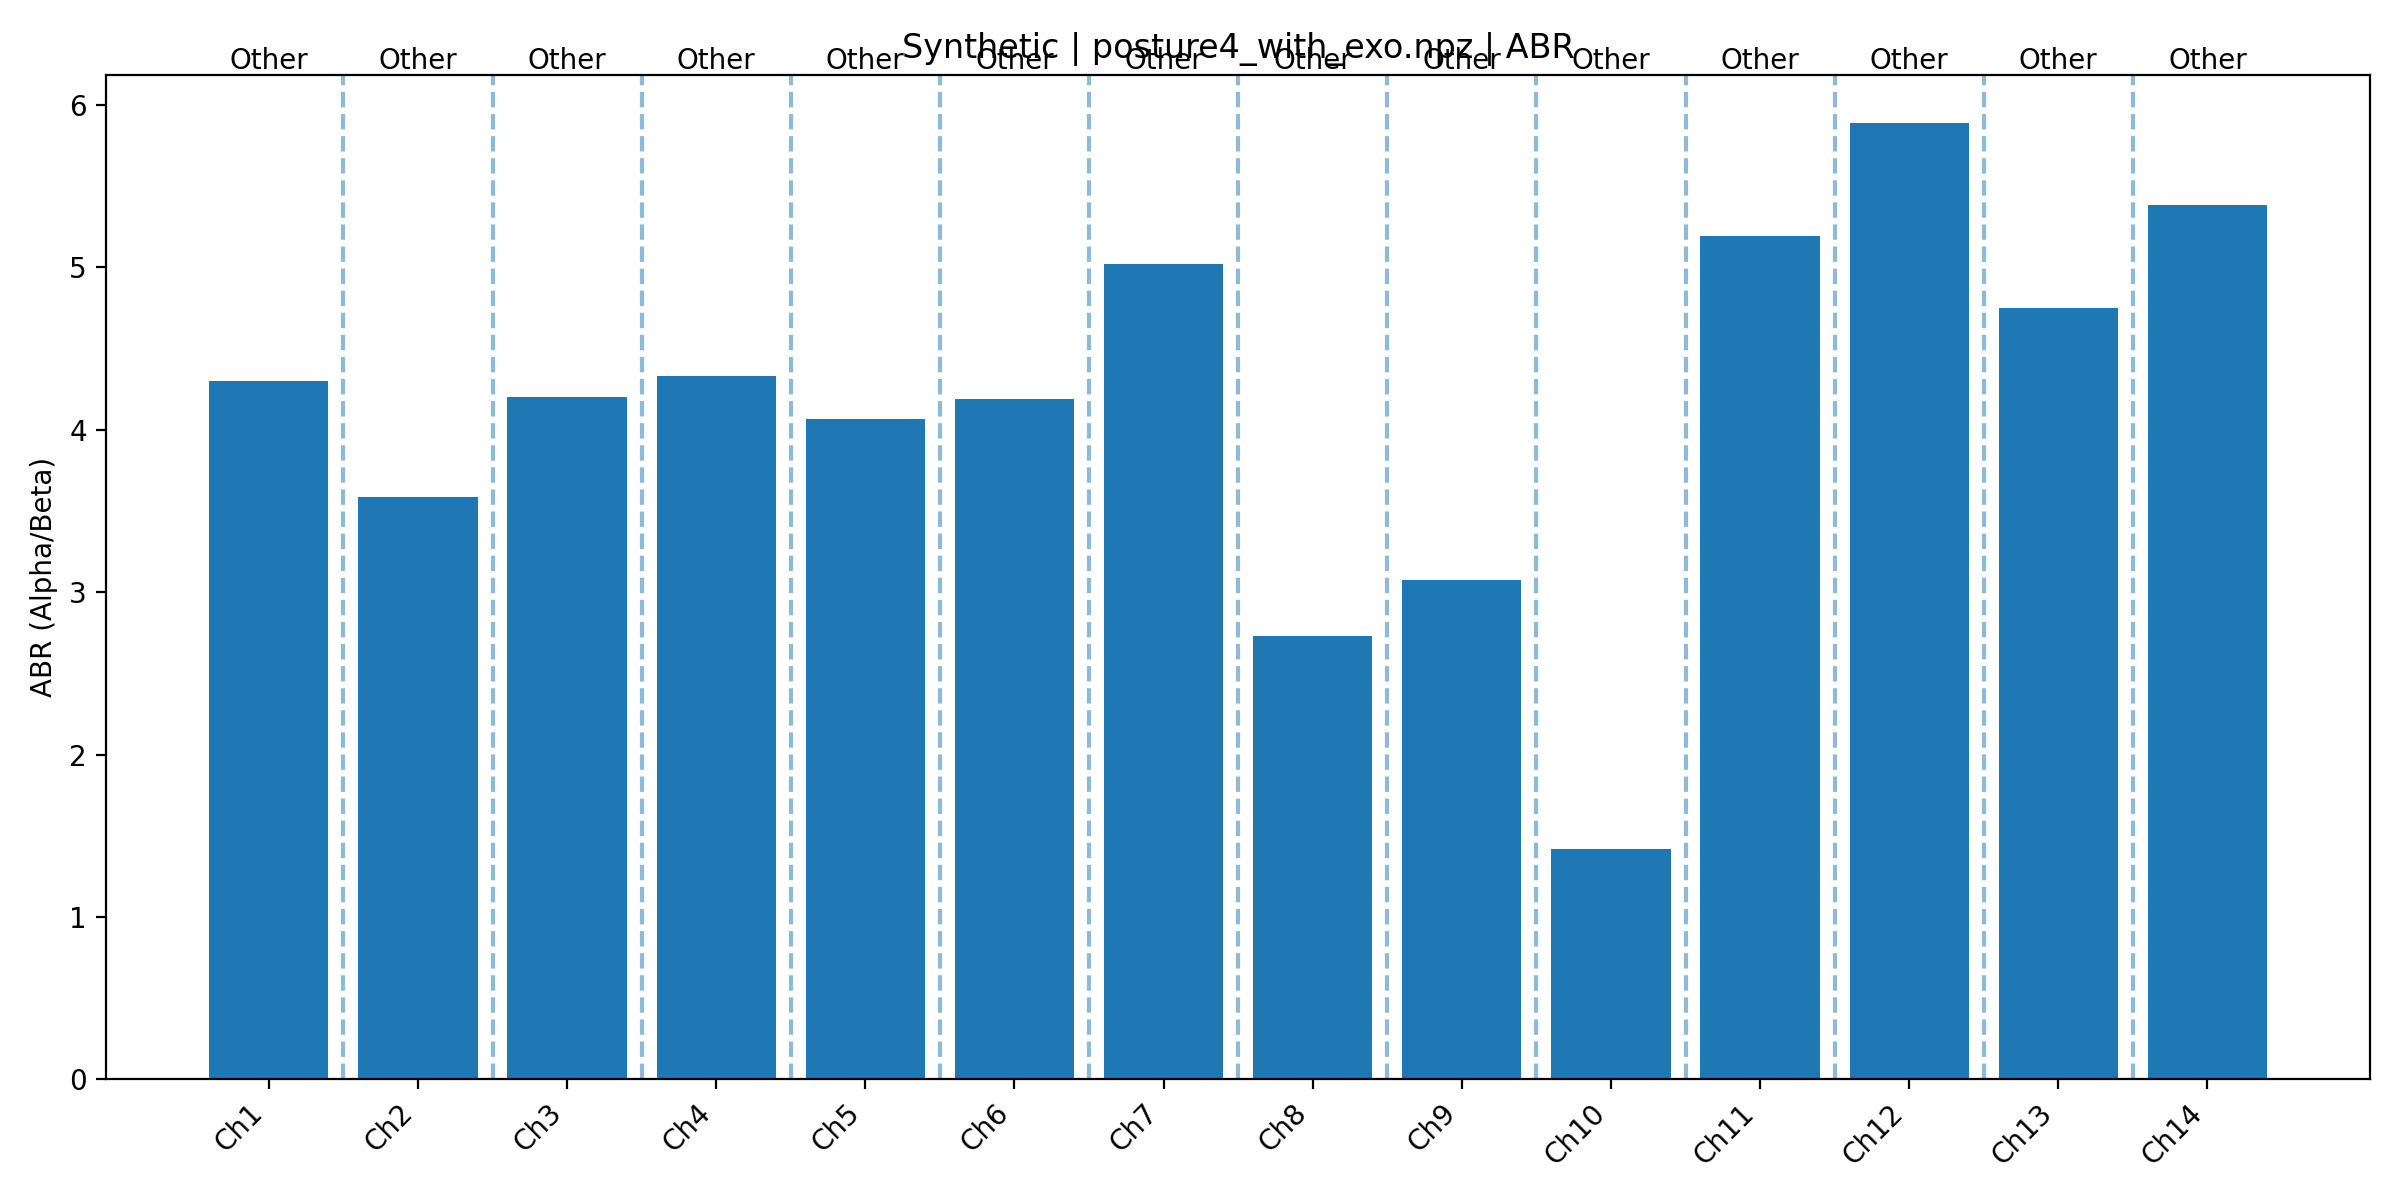 Synthetic | posture4_with_exo.npz | ABR
Other Other Other Other Other Other Other Other Other Other Other Other Other Other
ABR (Alpha/Beta)
6
5
4
3
2
1
0
Ch1 Ch2 Ch3 Ch4 Ch5 Ch6 Ch7 Ch8 Ch9 Ch10 Ch11 Ch12 Ch13 Ch14